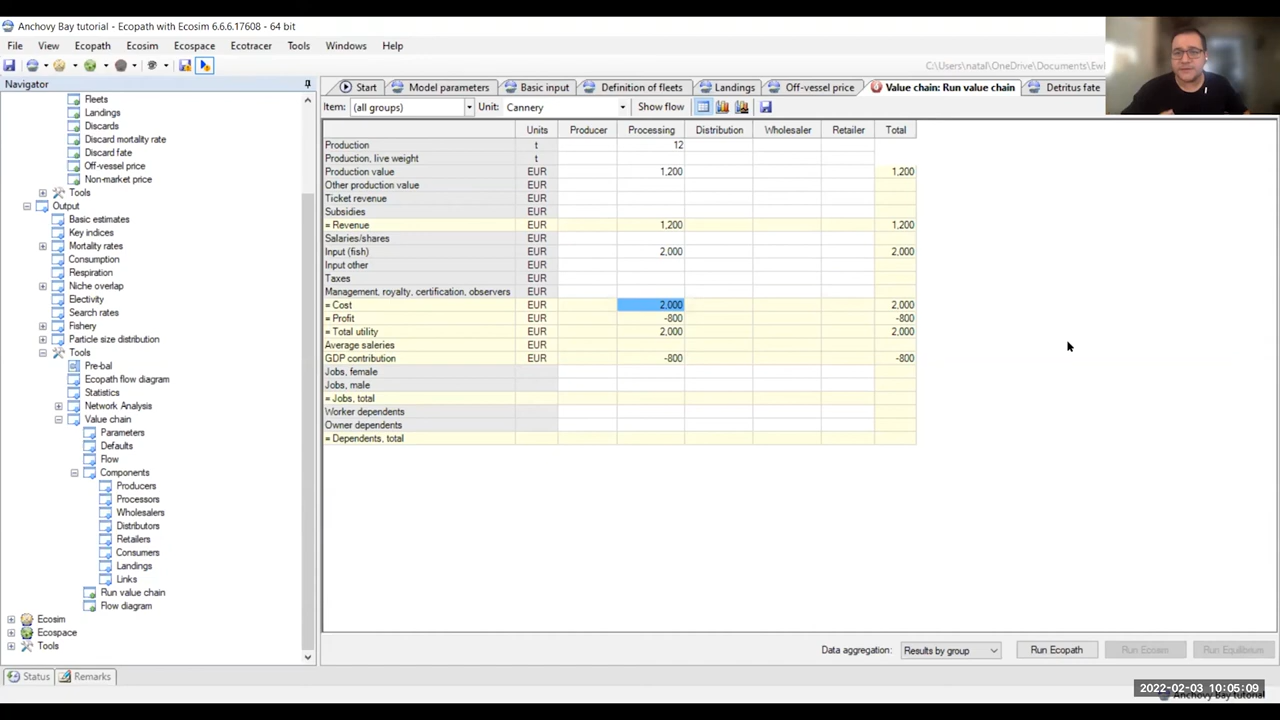 Anchovy Bay tutorial - Ecopath with Ecosim 6.6.6.17608 - 64 bit
File View Ecopath Ecosim Ecospace Ecotracer Tools Windows Help
C:\Users\natal\OneDrive\Documents\Ewl
Navigator
Start Model parameters Basic input Definition of fleets Landings Off-vessel price Value chain: Run value chain Detritus fate
Item: (all groups) Unit: Cannery Show flow
Fleets
Landings
Discards
Discard mortality rate
Discard fate
Off-vessel price
Non-market price
Tools
Output
Basic estimates
Key indices
Mortality rates
Consumption
Respiration
Niche overlap
Electivity
Search rates
Fishery
Particle size distribution
Tools
Pre-bal
Ecopath flow diagram
Statistics
Network Analysis
Value chain
Parameters
Defaults
Flow
Components
Producers
Processors
Wholesalers
Distributors
Retailers
Consumers
Landings
Links
Run value chain
Flow diagram
Ecosim
Ecospace
Tools
Units Producer Processing Distribution Wholesaler Retailer Total
Production t 12
Production, live weight t
Production value EUR 1,200 1,200
Other production value EUR
Ticket revenue EUR
Subsidies EUR
= Revenue EUR 1,200 1,200
Salaries/shares EUR
Input (fish) EUR 2,000 2,000
Input other EUR
Taxes EUR
Management, royalty, certification, observers EUR
= Cost EUR 2,000 2,000
= Profit EUR -800 -800
= Total utility EUR 2,000 2,000
Average saleries EUR
GDP contribution EUR -800 -800
Jobs, female
Jobs, male
= Jobs, total
Worker dependents
Owner dependents
= Dependents, total
Data aggregation: Results by group Run Ecopath Run Ecosim Run Equilibrium
Status Remarks
2022-02-03 10:05:09
Anchovy Bay tutorial